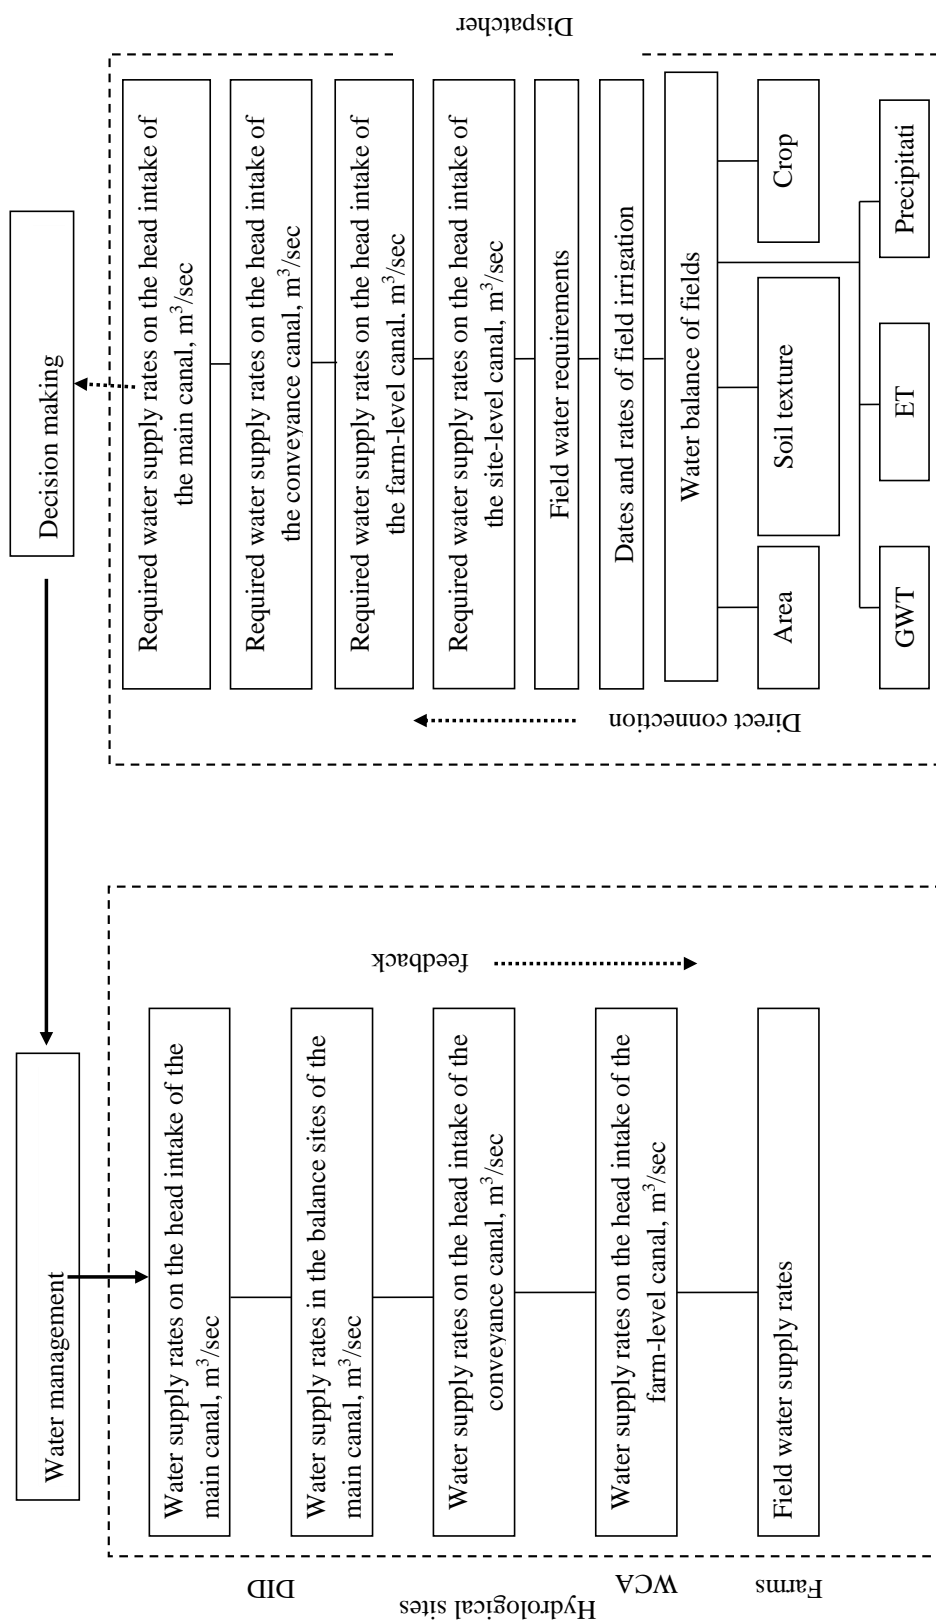 Water management
Decision making
Hydrological sites
DID
WCA
Farms
Water supply rates on the head intake of the
main canal, m³/sec
Water supply rates in the balance sites of the
main canal, m³/sec
Water supply rates on the head intake of the
conveyance canal, m³/sec
Water supply rates on the head intake of the
farm-level canal, m³/sec
Field water supply rates
feedback
Direct connection
Required water supply rates on the head intake of
the main canal, m³/sec
Required water supply rates on the head intake of
the conveyance canal, m³/sec
Required water supply rates on the head intake of
the farm-level canal, m³/sec
Required water supply rates on the head intake of
the site-level canal, m³/sec
Field water requirements
Dates and rates of field irrigation
Water balance of fields
Area
Soil texture
Crop
GWT
ET
Precipitati
Dispatcher